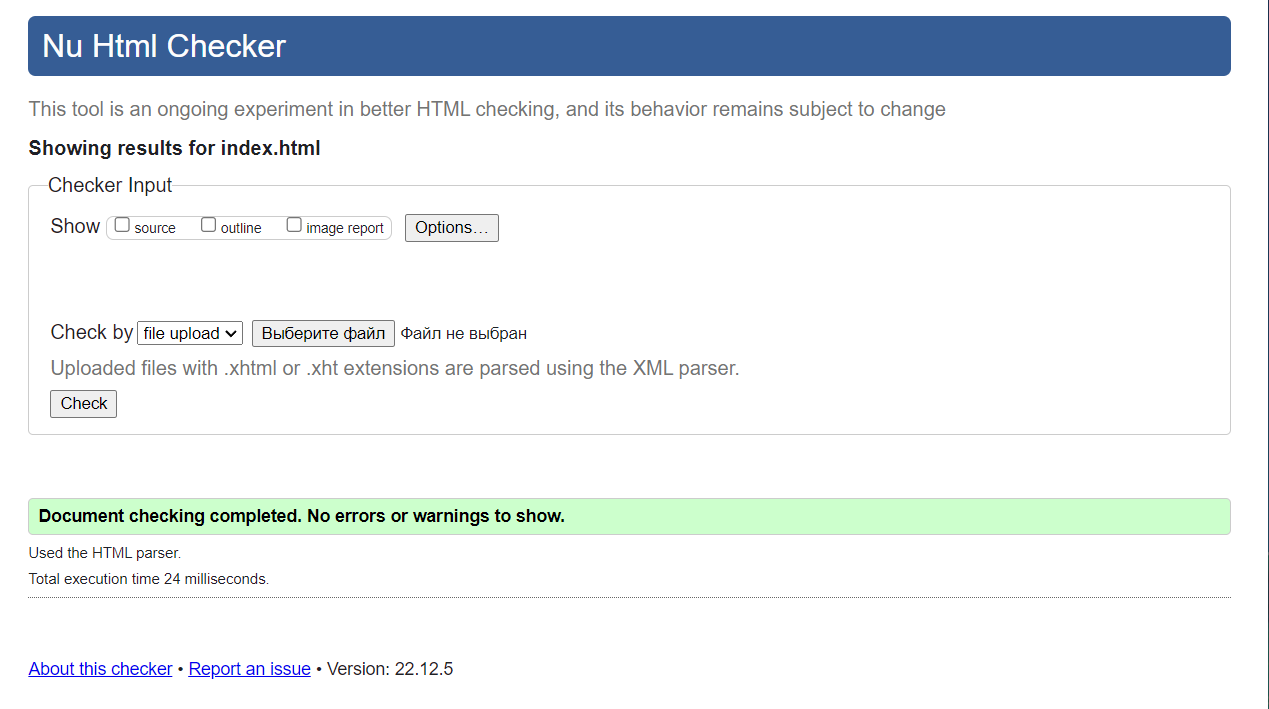 Nu Html Checker
This tool is an ongoing experiment in better HTML checking, and its behavior remains subject to change
Showing results for index.html
Checker Input
Show source outline image report Options…
Check by file upload Выберите файл Файл не выбран
Uploaded files with .xhtml or .xht extensions are parsed using the XML parser.
Check
Document checking completed. No errors or warnings to show.
Used the HTML parser.
Total execution time 24 milliseconds.
About this checker • Report an issue • Version: 22.12.5